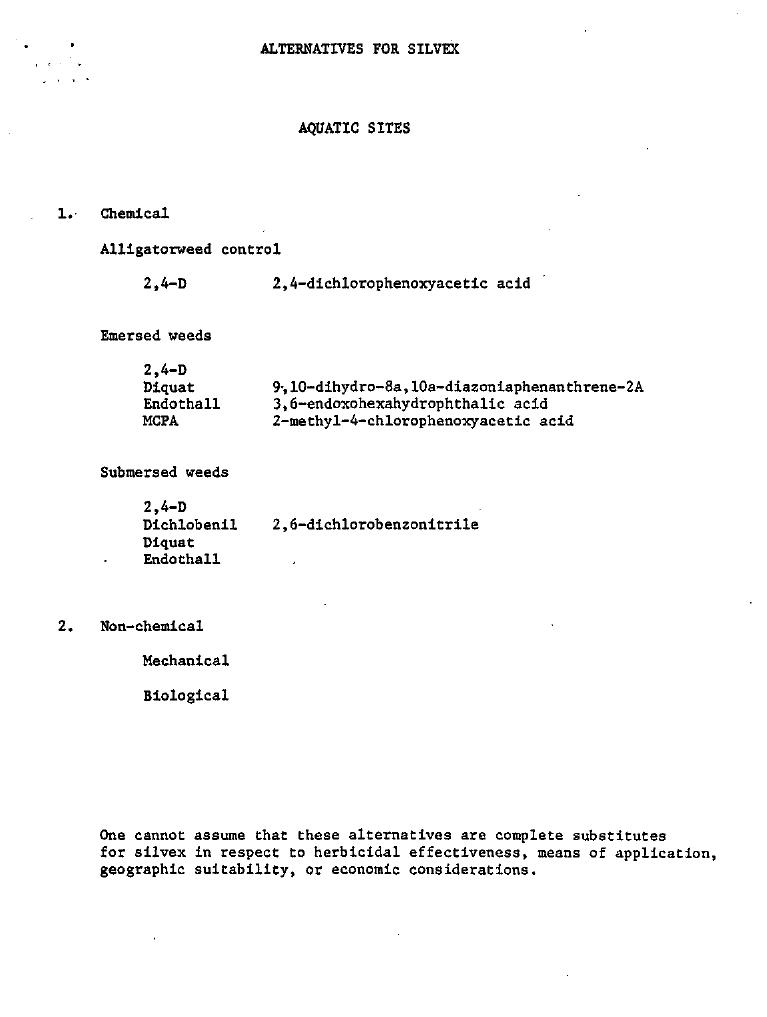 ALTERNATIVES FOR SILVEX
AQUATIC SITES
1. Chemical
Alligatorweed control
2,4-D 2,4-dichlorophenoxyacetic acid
Emersed weeds
2,4-D
Diquat 9,10-dihydro-8a,10a-diazoniaphenanthrene-2A
Endothall 3,6-endoxohexahydrophthalic acid
MCPA 2-methyl-4-chlorophenoxyacetic acid
Submersed weeds
2,4-D
Dichlobenil 2,6-dichlorobenzonitrile
Diquat
Endothall
2. Non-chemical
Mechanical
Biological
One cannot assume that these alternatives are complete substitutes
for silvex in respect to herbicidal effectiveness, means of application,
geographic suitability, or economic considerations.